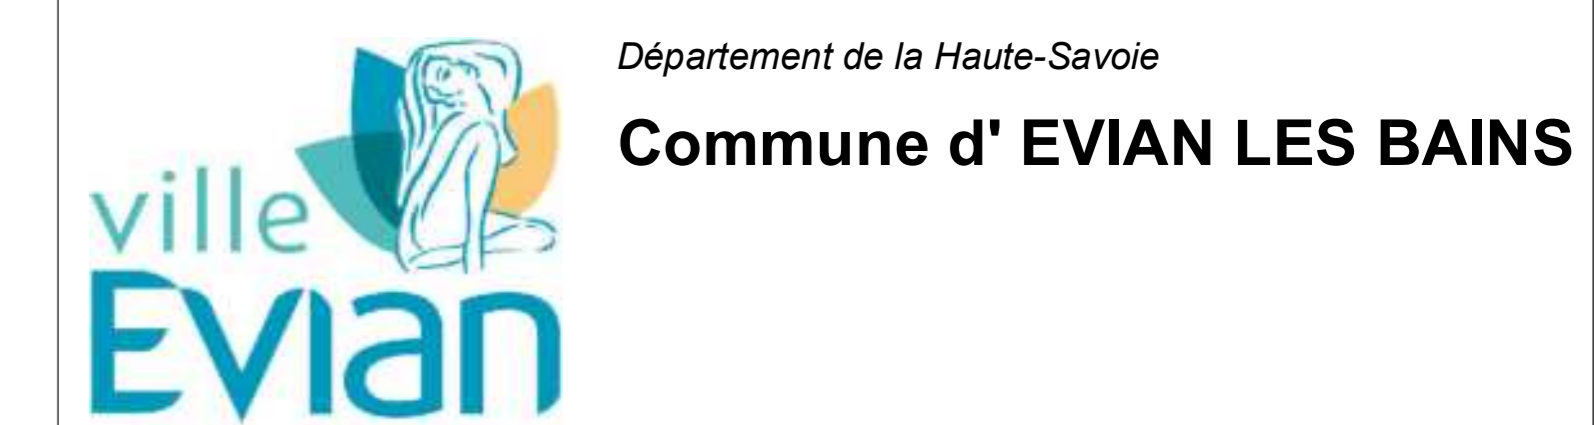 Département de la Haute-Savoie
Commune d' EVIAN LES BAINS
ville
Evian